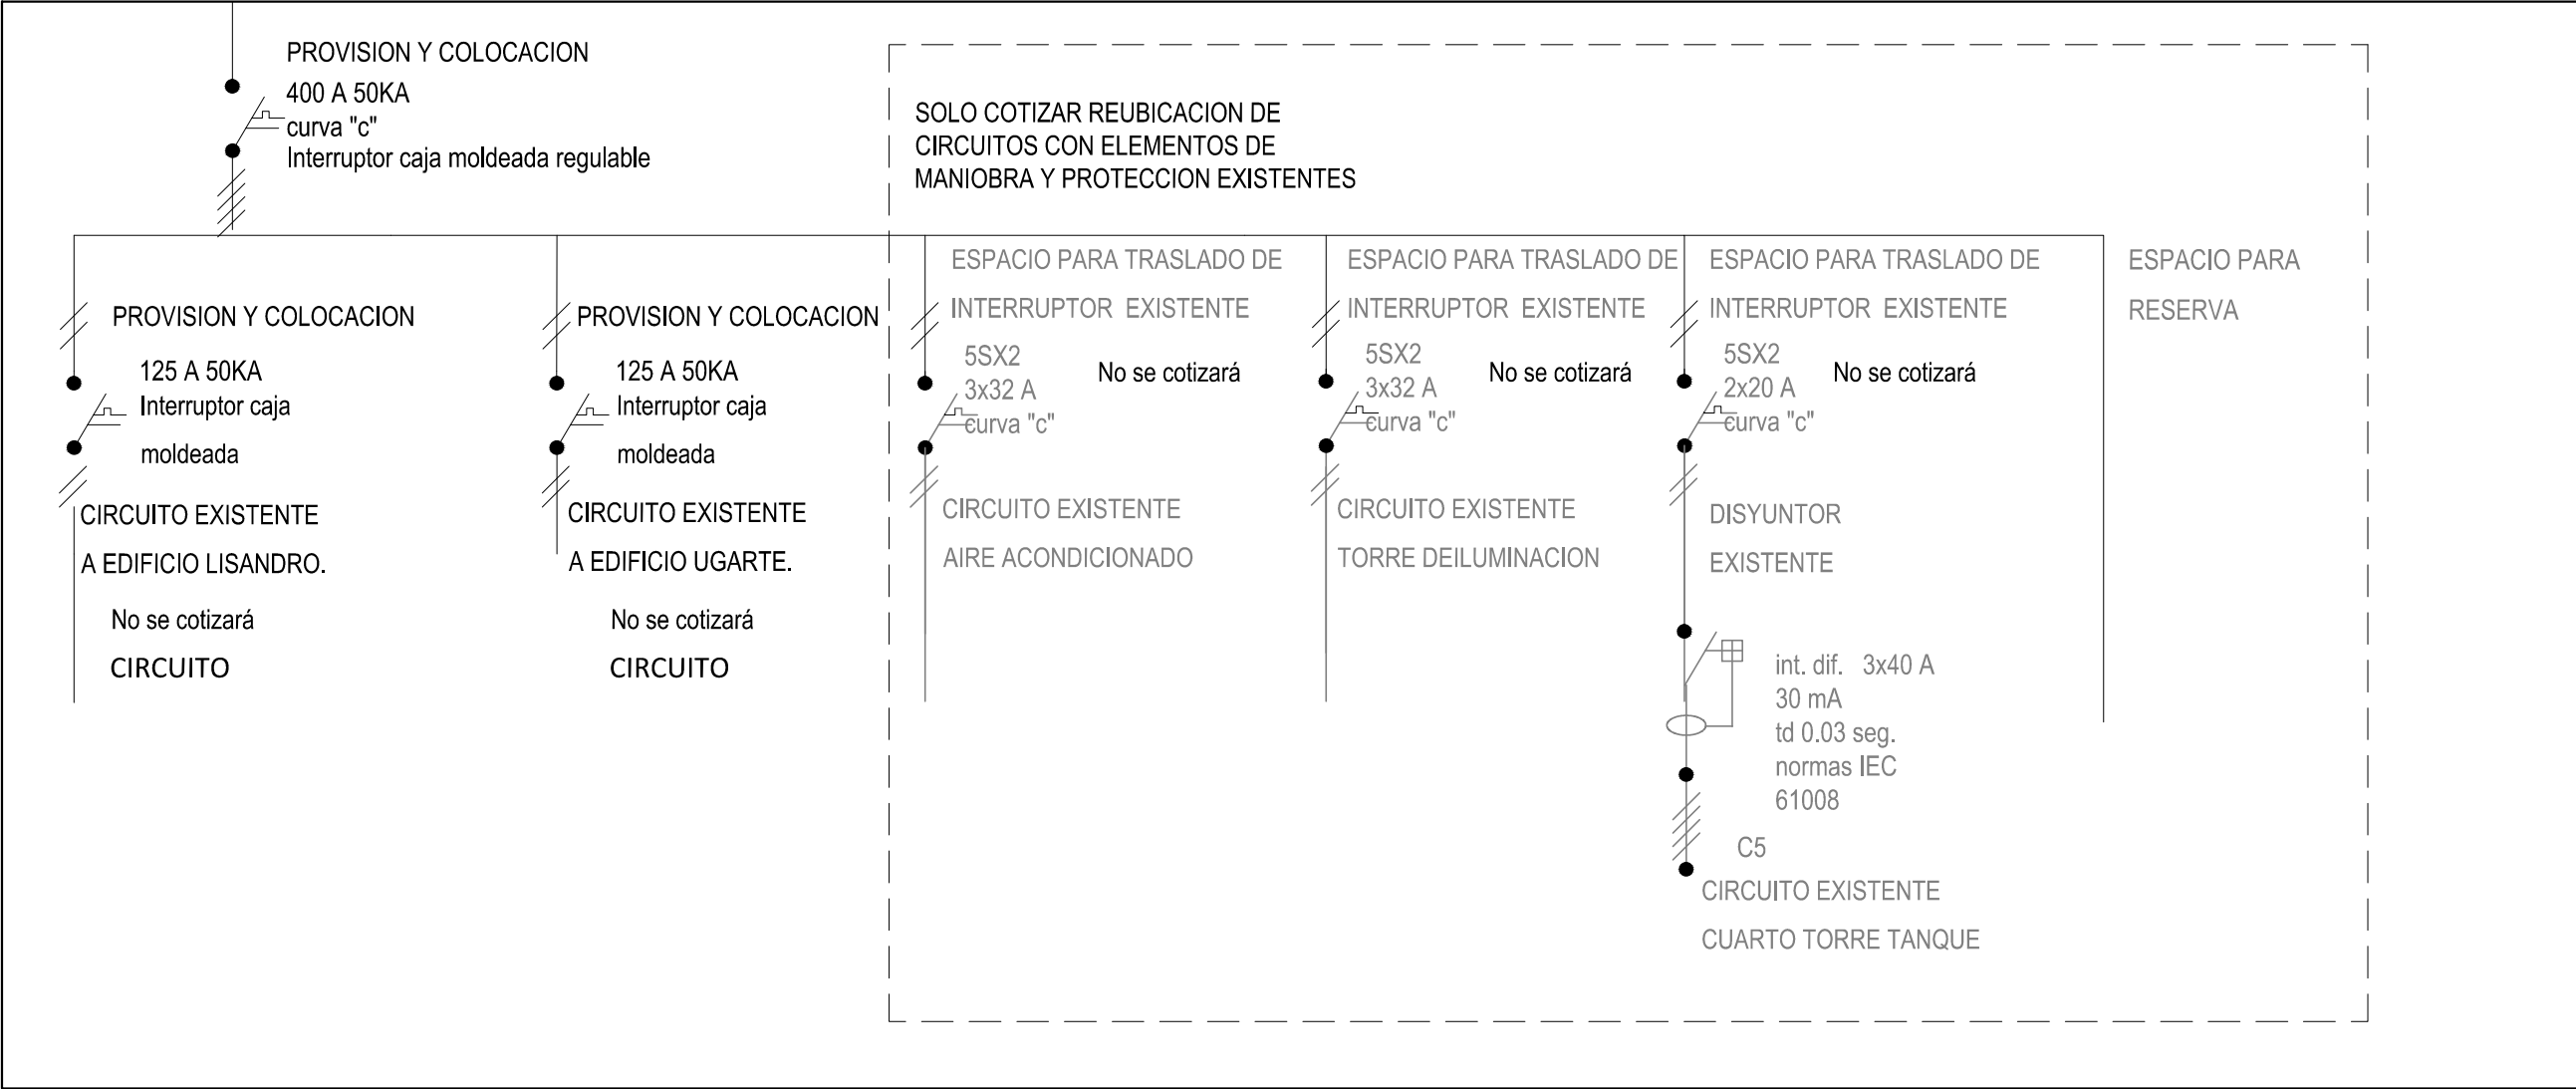 PROVISION Y COLOCACION
400 A 50KA
curva "c"
Interruptor caja moldeada regulable
SOLO COTIZAR REUBICACION DE
CIRCUITOS CON ELEMENTOS DE
MANIOBRA Y PROTECCION EXISTENTES
PROVISION Y COLOCACION
125 A 50KA
Interruptor caja
moldeada
CIRCUITO EXISTENTE
A EDIFICIO LISANDRO.
No se cotizará
CIRCUITO
PROVISION Y COLOCACION
125 A 50KA
Interruptor caja
moldeada
CIRCUITO EXISTENTE
A EDIFICIO UGARTE.
No se cotizará
CIRCUITO
ESPACIO PARA TRASLADO DE
INTERRUPTOR EXISTENTE
5SX2
3x32 A
curva "c"
No se cotizará
CIRCUITO EXISTENTE
AIRE ACONDICIONADO
ESPACIO PARA TRASLADO DE
INTERRUPTOR EXISTENTE
5SX2
3x32 A
curva "c"
No se cotizará
CIRCUITO EXISTENTE
TORRE DEILUMINACION
ESPACIO PARA TRASLADO DE
INTERRUPTOR EXISTENTE
5SX2
2x20 A
curva "c"
No se cotizará
DISYUNTOR
EXISTENTE
int. dif. 3x40 A
30 mA
td 0.03 seg.
normas IEC
61008
C5
CIRCUITO EXISTENTE
CUARTO TORRE TANQUE
ESPACIO PARA
RESERVA